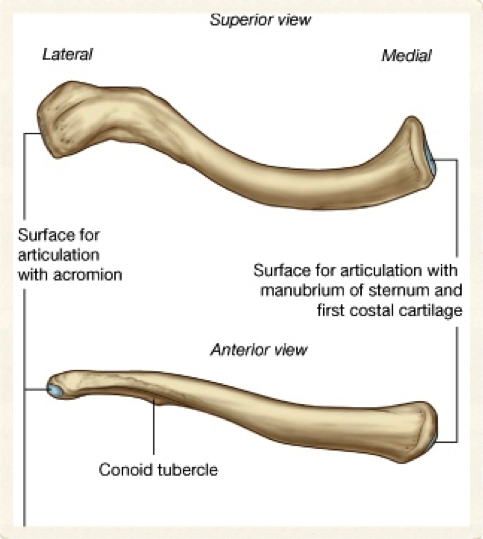 Superior view
Lateral
Medial
Surface for
articulation
with acromion
Surface for articulation with
manubrium of sternum and
first costal cartilage
Anterior view
Conoid tubercle